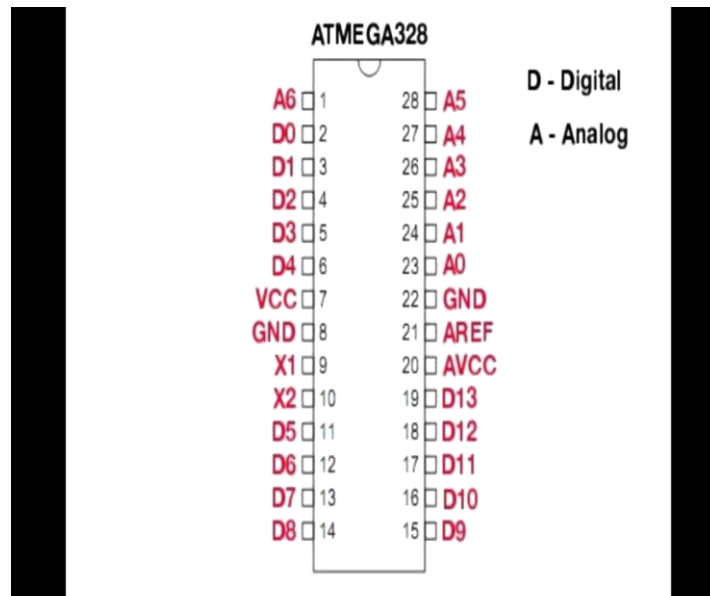 ATMEGA328
D - Digital
A - Analog
A6 1 28 A5
D0 2 27 A4
D1 3 26 A3
D2 4 25 A2
D3 5 24 A1
D4 6 23 A0
VCC 7 22 GND
GND 8 21 AREF
X1 9 20 AVCC
X2 10 19 D13
D5 11 18 D12
D6 12 17 D11
D7 13 16 D10
D8 14 15 D9